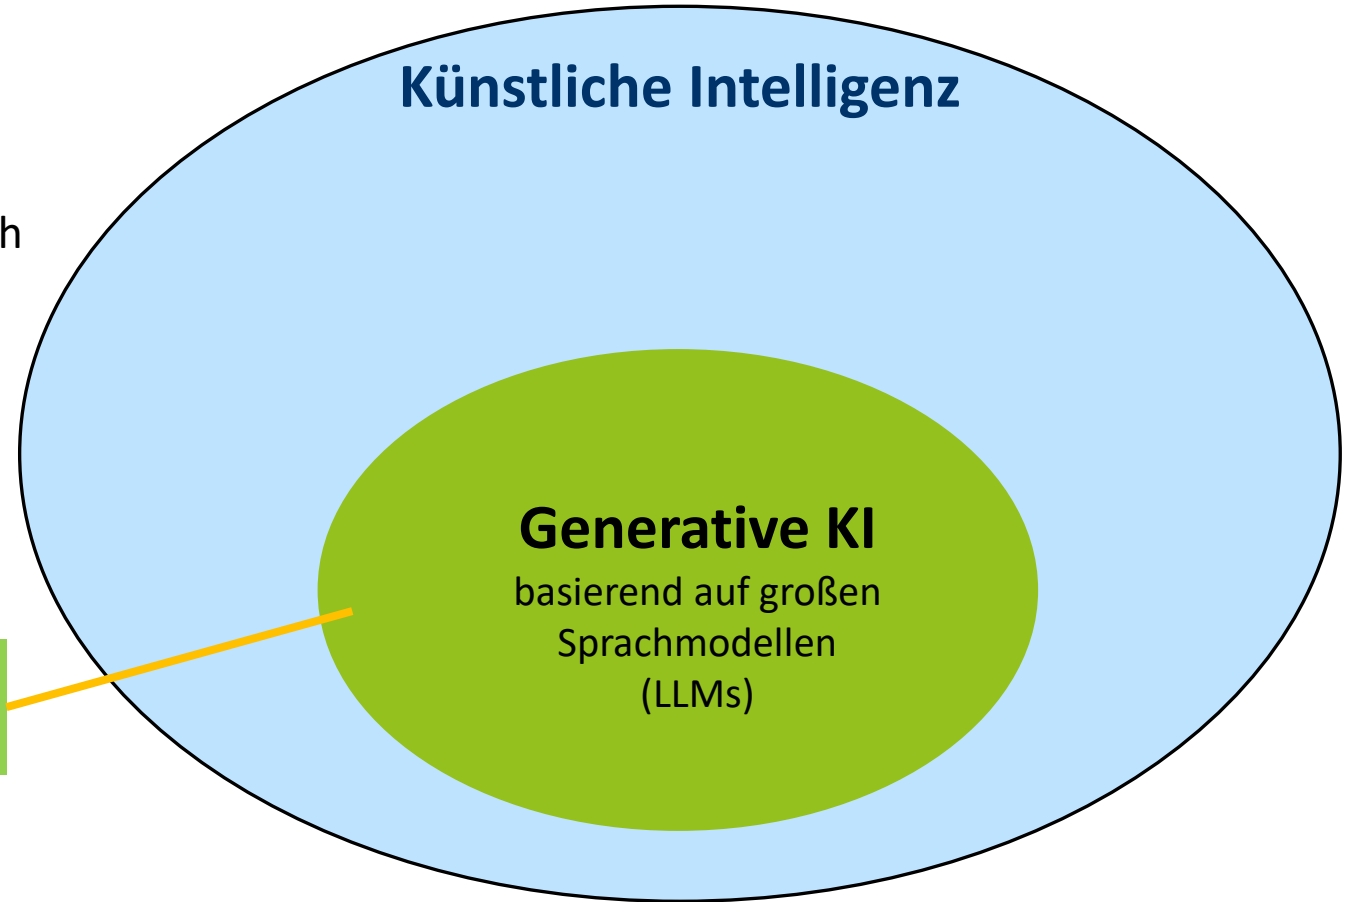 Künstliche Intelligenz
h
Generative KI
basierend auf großen
Sprachmodellen
(LLMs)